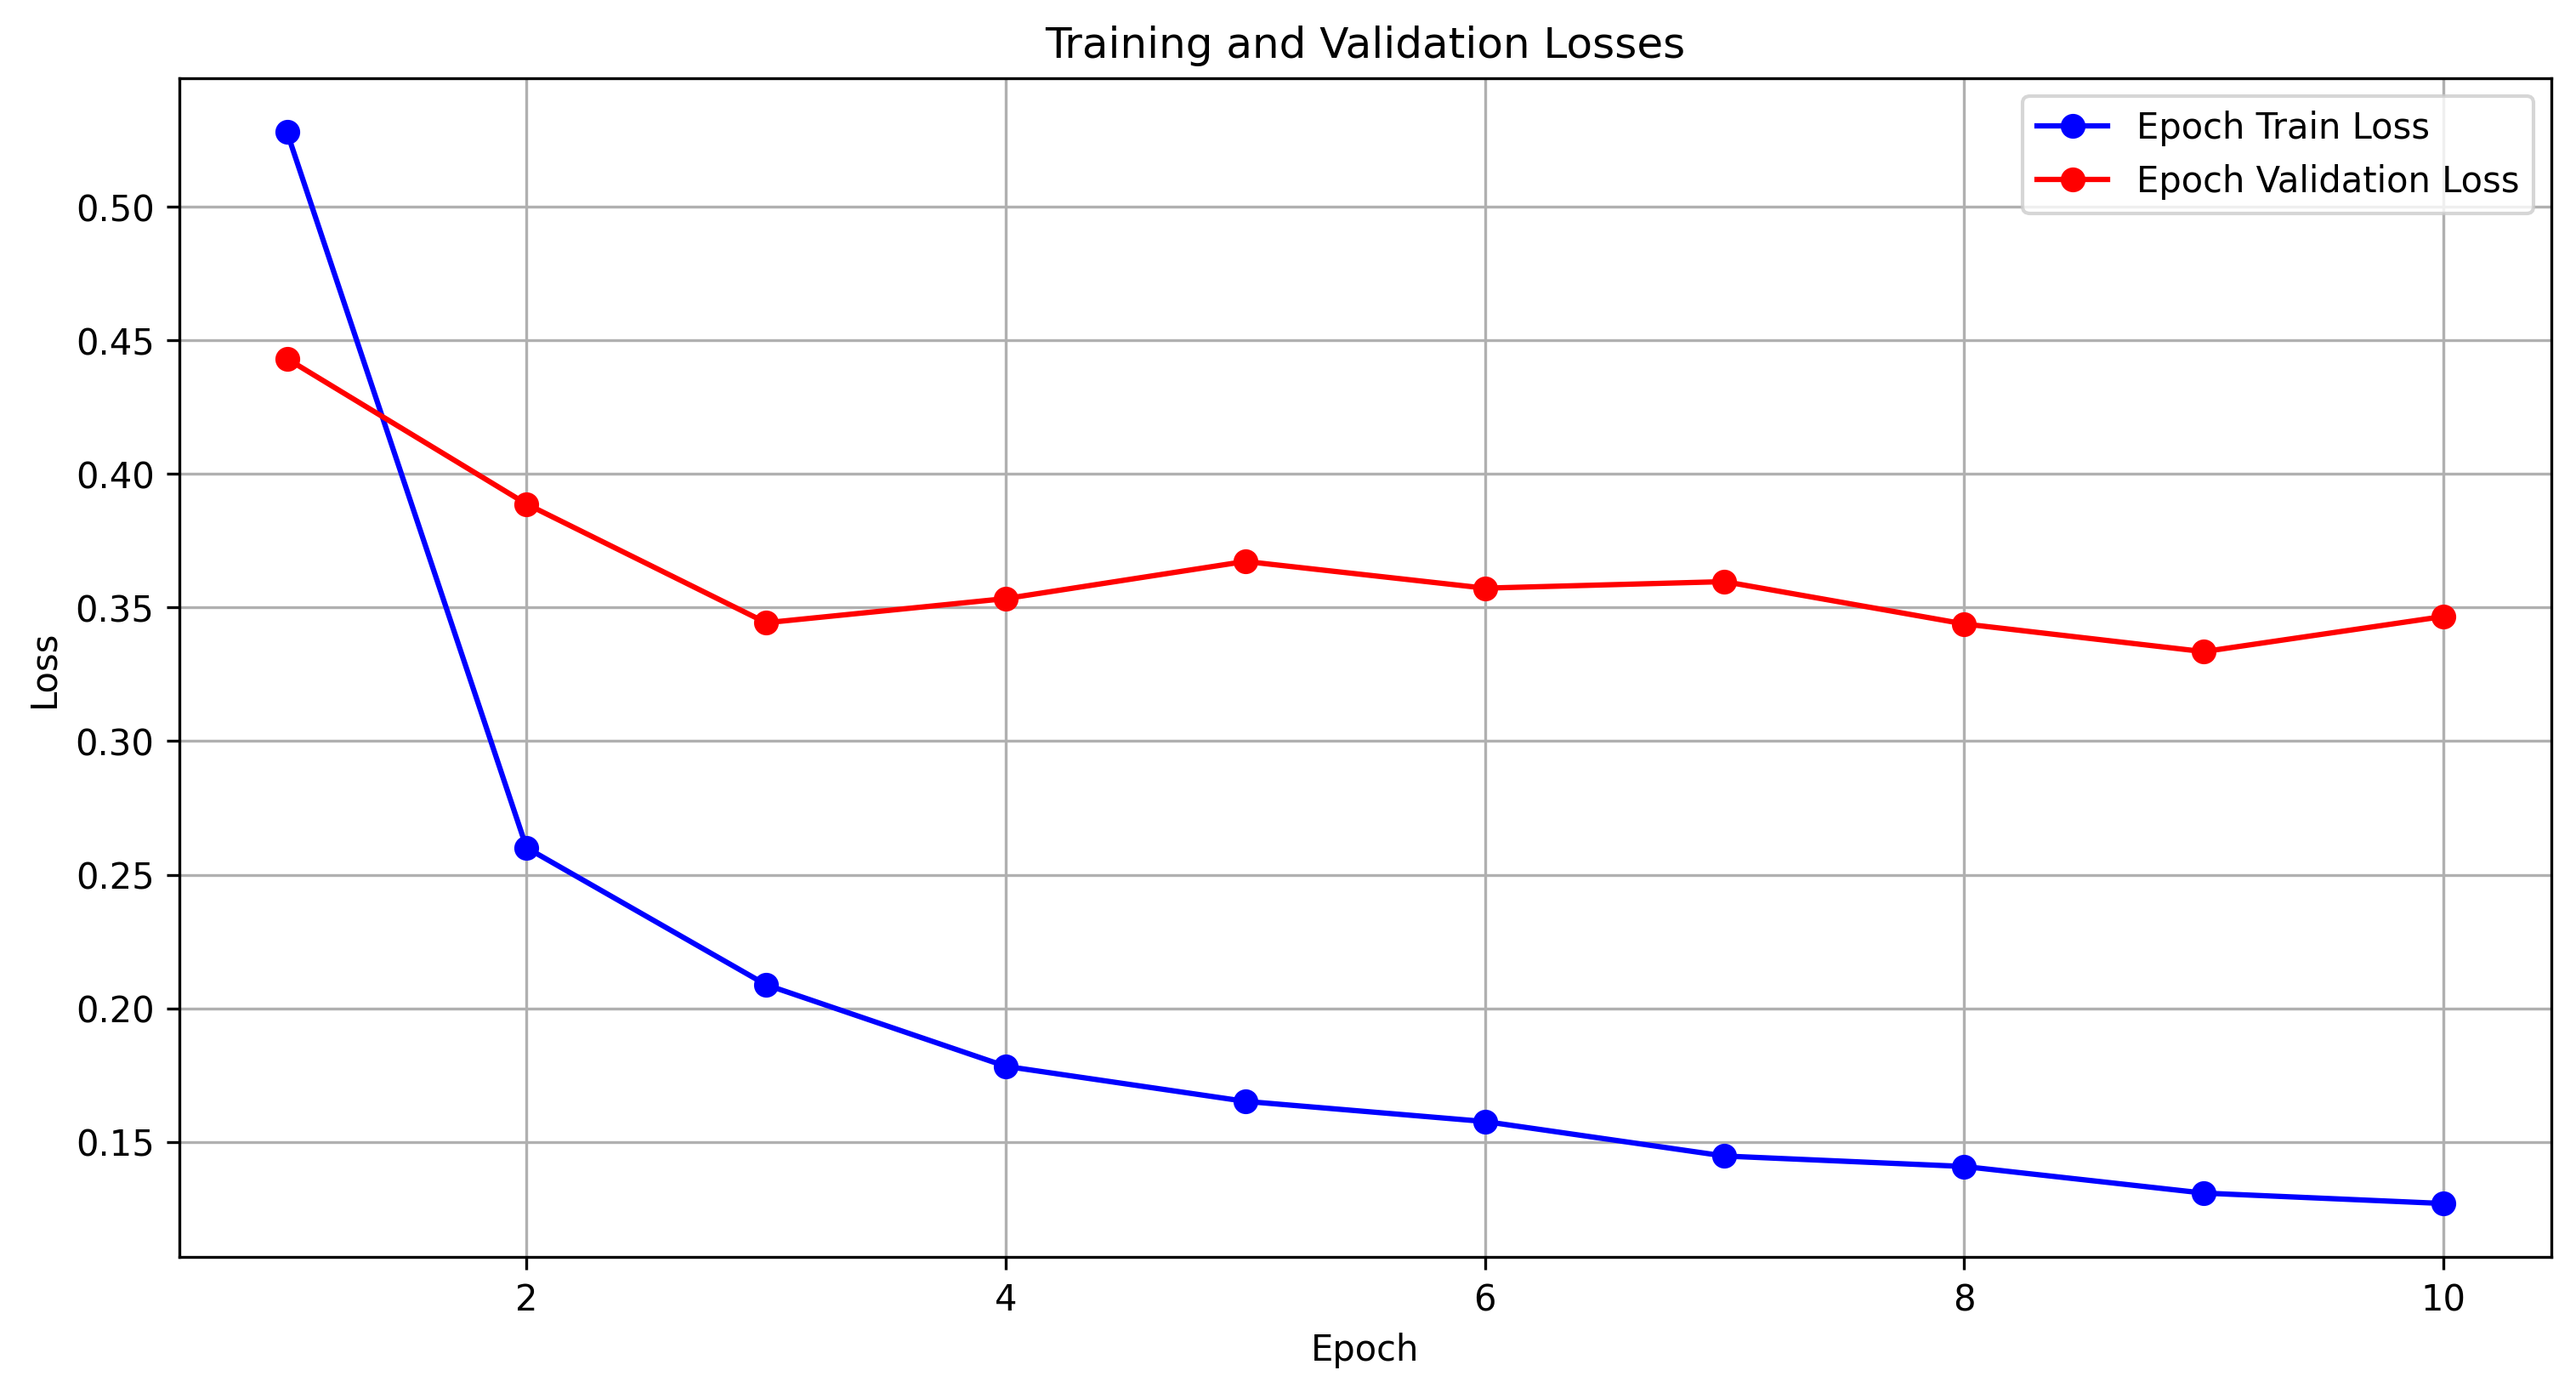 Training and Validation Losses
Epoch Train Loss
Epoch Validation Loss
0.50
0.45
0.40
0.35
0.30
0.25
0.20
0.15
Loss
2 4 6 8 10
Epoch